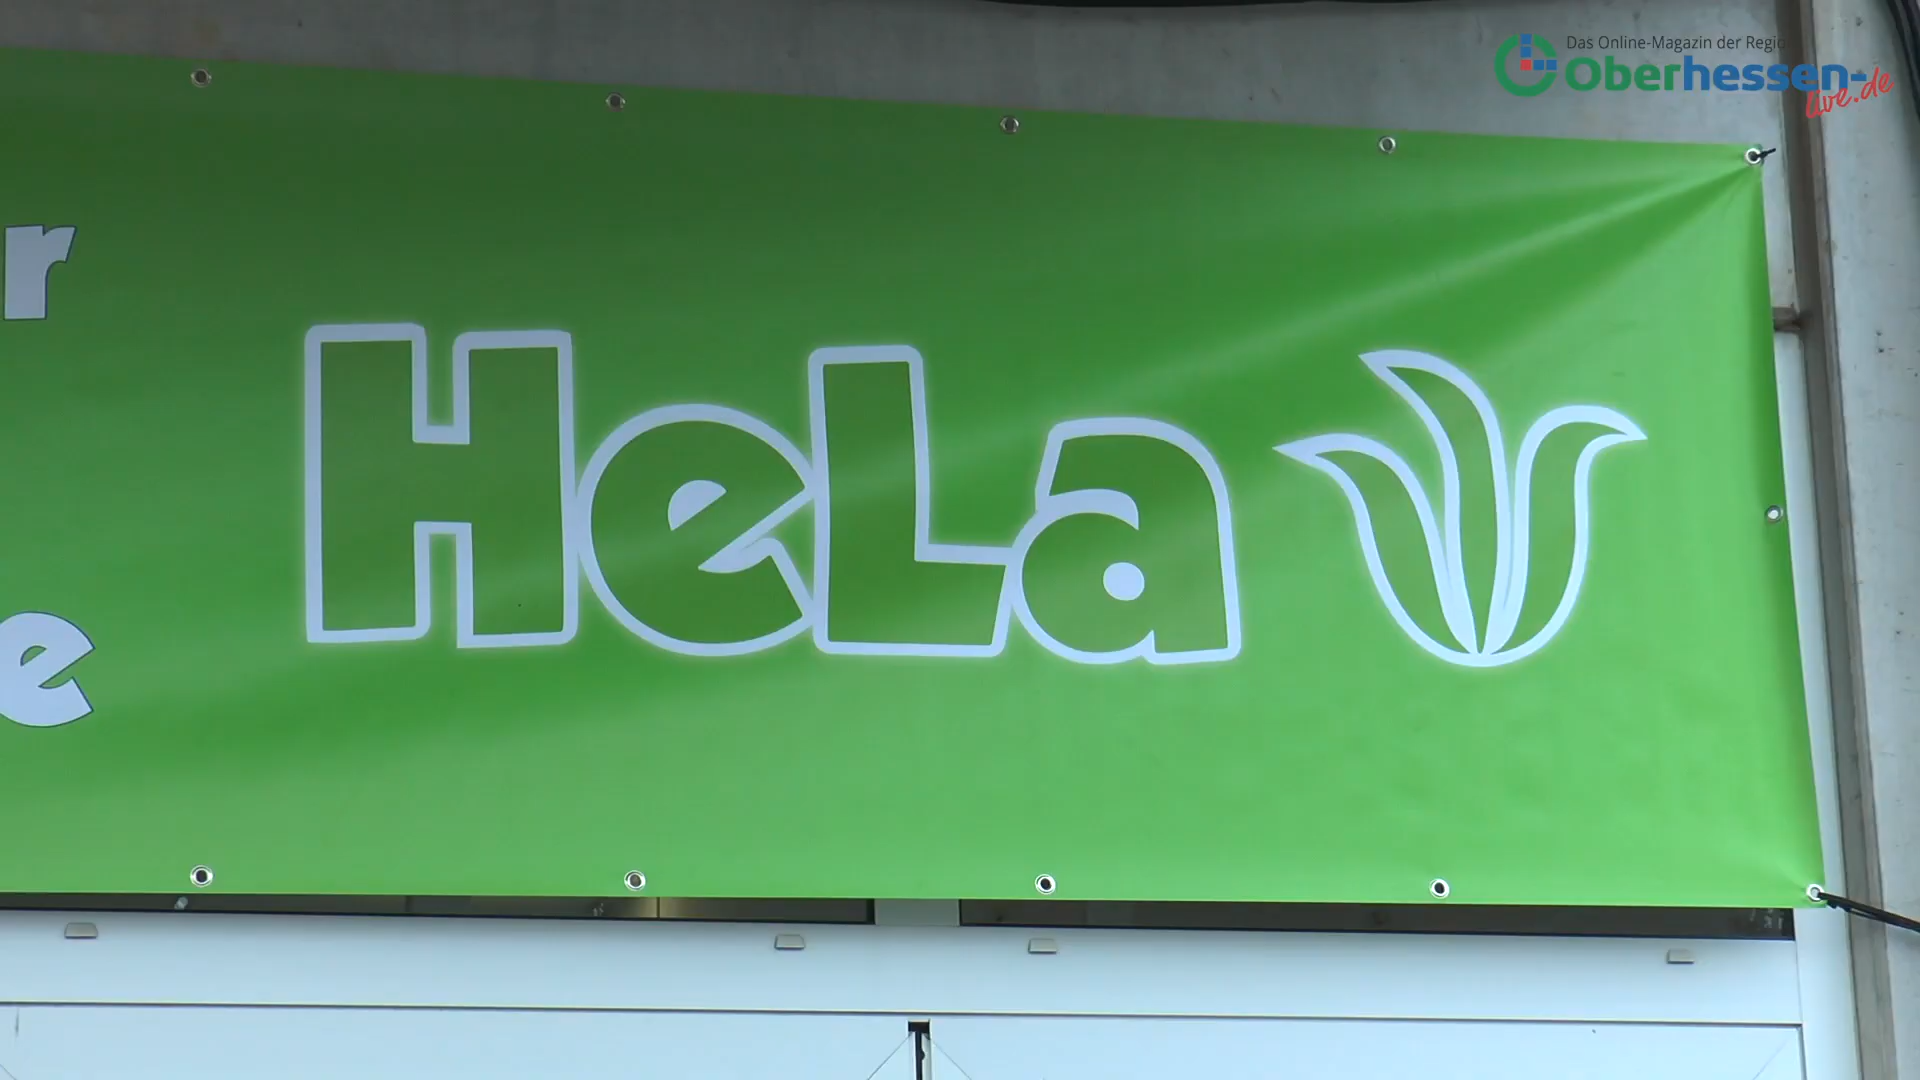 Das Online-Magazin der Regio
Oberhessen-
live.de
r
HeLa
e